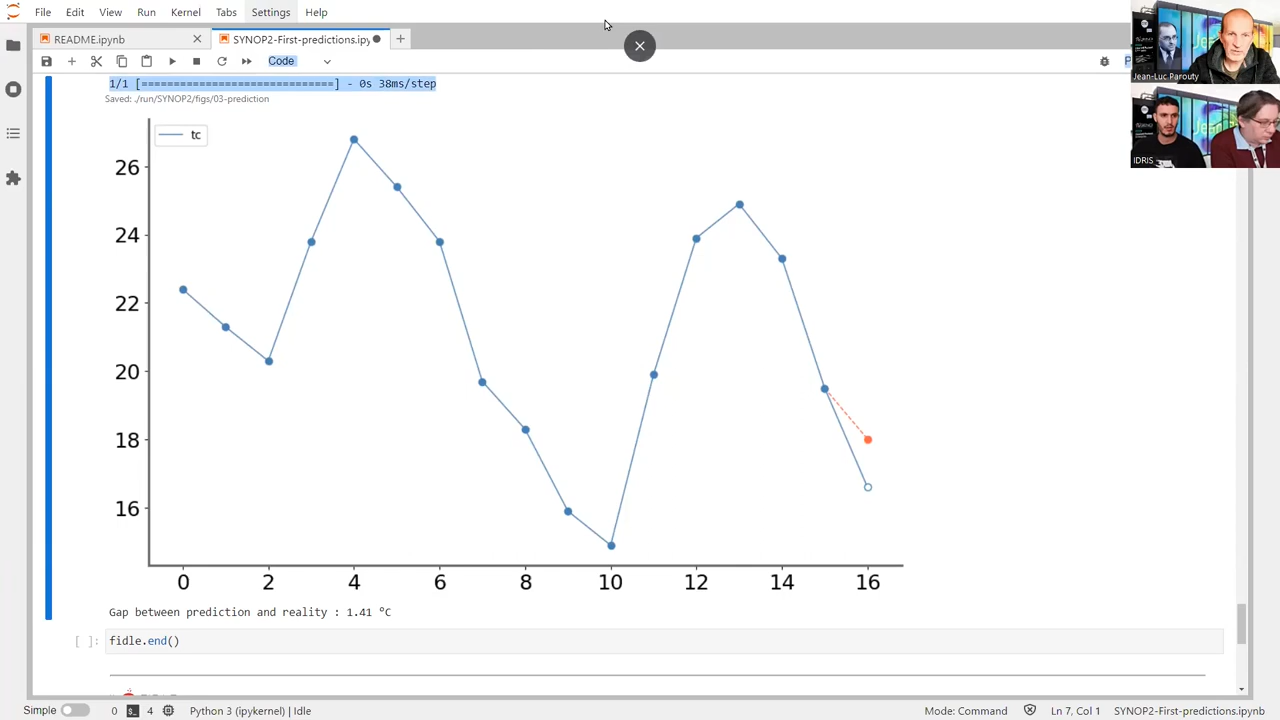 File Edit View Run Kernel Tabs Settings Help
README.ipynb
SYNOP2-First-predictions.ipy
Code
1/1 [==============================] - 0s 38ms/step
Saved: ./run/SYNOP2/figs/03-prediction
tc
26
24
22
20
18
16
0 2 4 6 8 10 12 14 16
Gap between prediction and reality : 1.41 °C
[ ]: fidle.end()
Simple 0 4 Python 3 (ipykernel) | Idle Mode: Command Ln 7, Col 1 SYNOP2-First-predictions.ipynb
Jean-Luc Parouty
IDRIS